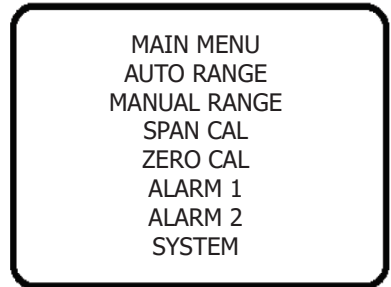 MAIN MENU
AUTO RANGE
MANUAL RANGE
SPAN CAL
ZERO CAL
ALARM 1
ALARM 2
SYSTEM